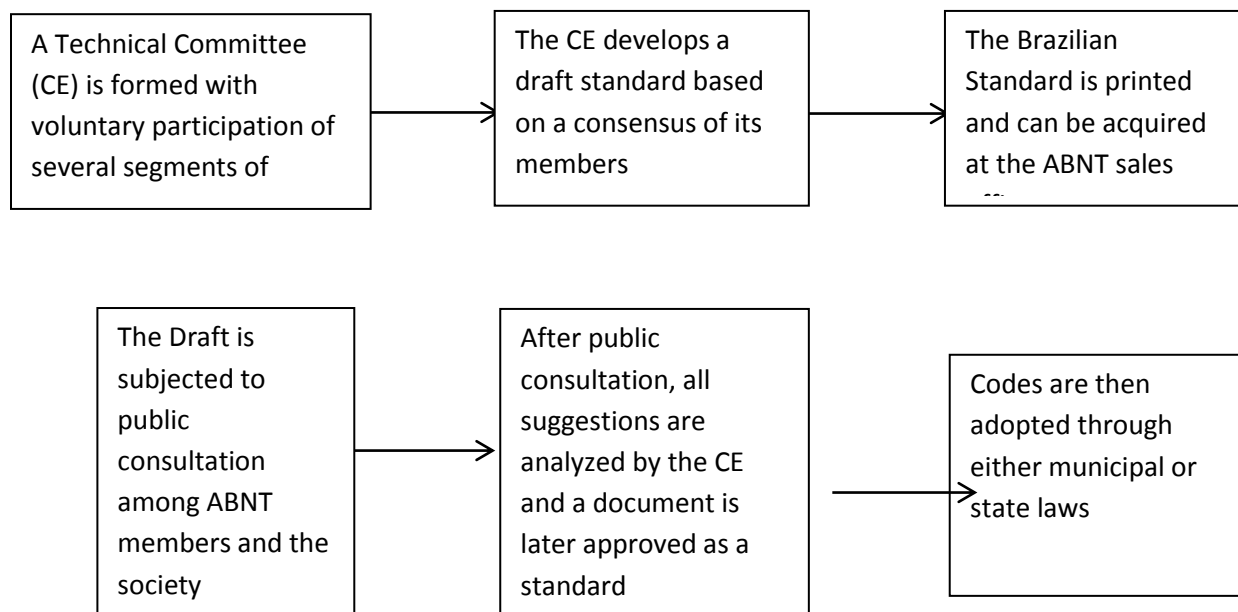 A Technical Committee
(CE) is formed with
voluntary participation of
several segments of
The CE develops a
draft standard based
on a consensus of its
members
The Brazilian
Standard is printed
and can be acquired
at the ABNT sales
The Draft is
subjected to
public
consultation
among ABNT
members and the
society
After public
consultation, all
suggestions are
analyzed by the CE
and a document is
later approved as a
standard
Codes are then
adopted through
either municipal or
state laws